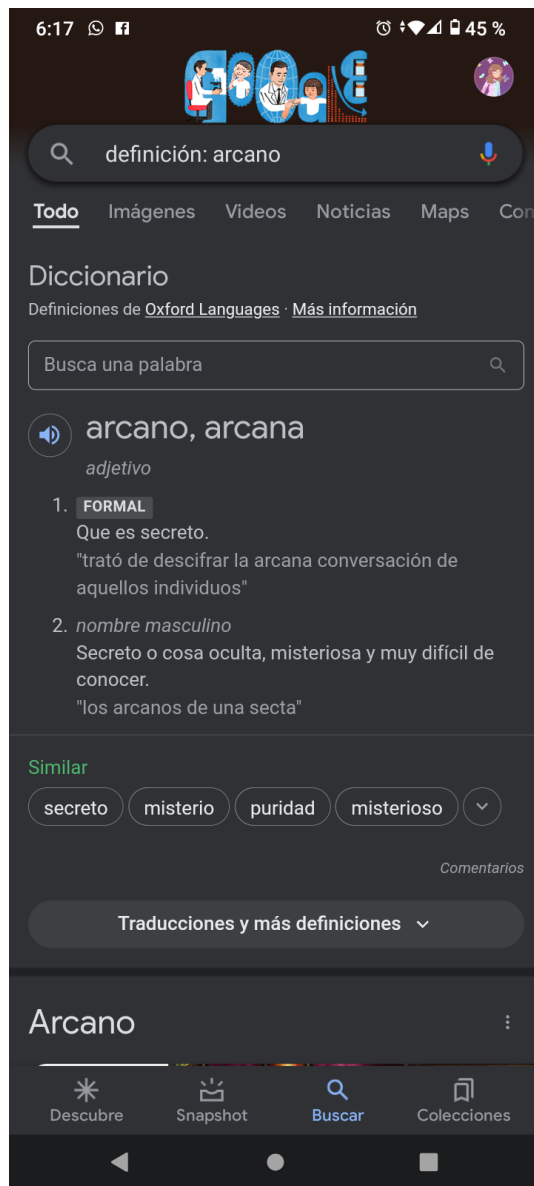 6:17
45 %
Google
definición: arcano
Todo Imágenes Videos Noticias Maps Con
Diccionario
Definiciones de Oxford Languages · Más información
Busca una palabra
arcano, arcana
adjetivo
1. FORMAL
Que es secreto.
"trató de descifrar la arcana conversación de
aquellos individuos"
2. nombre masculino
Secreto o cosa oculta, misteriosa y muy difícil de
conocer.
"los arcanos de una secta"
Similar
secreto misterio puridad misterioso
Comentarios
Traducciones y más definiciones
Arcano
Descubre Snapshot Buscar Colecciones